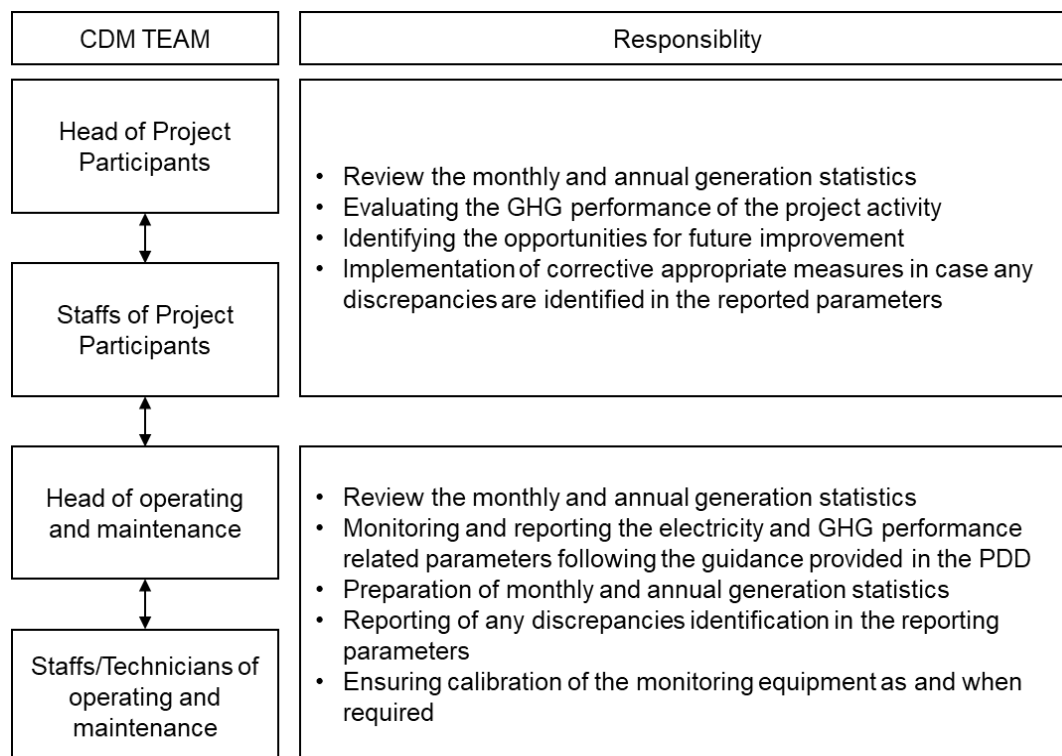 CDM TEAM
Responsiblity
Head of Project
Participants
Staffs of Project
Participants
• Review the monthly and annual generation statistics
• Evaluating the GHG performance of the project activity
• Identifying the opportunities for future improvement
• Implementation of corrective appropriate measures in case any
discrepancies are identified in the reported parameters
Head of operating
and maintenance
Staffs/Technicians of
operating and
maintenance
• Review the monthly and annual generation statistics
• Monitoring and reporting the electricity and GHG performance
related parameters following the guidance provided in the PDD
• Preparation of monthly and annual generation statistics
• Reporting of any discrepancies identification in the reporting
parameters
• Ensuring calibration of the monitoring equipment as and when
required